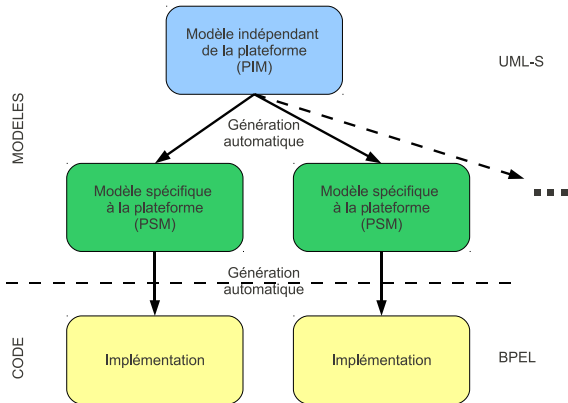 Modèle indépendant
de la plateforme
(PIM)
UML-S
MODELES
Génération
automatique
Modèle spécifique
à la plateforme
(PSM)
Modèle spécifique
à la plateforme
(PSM)
Génération
automatique
CODE
Implémentation
Implémentation
BPEL